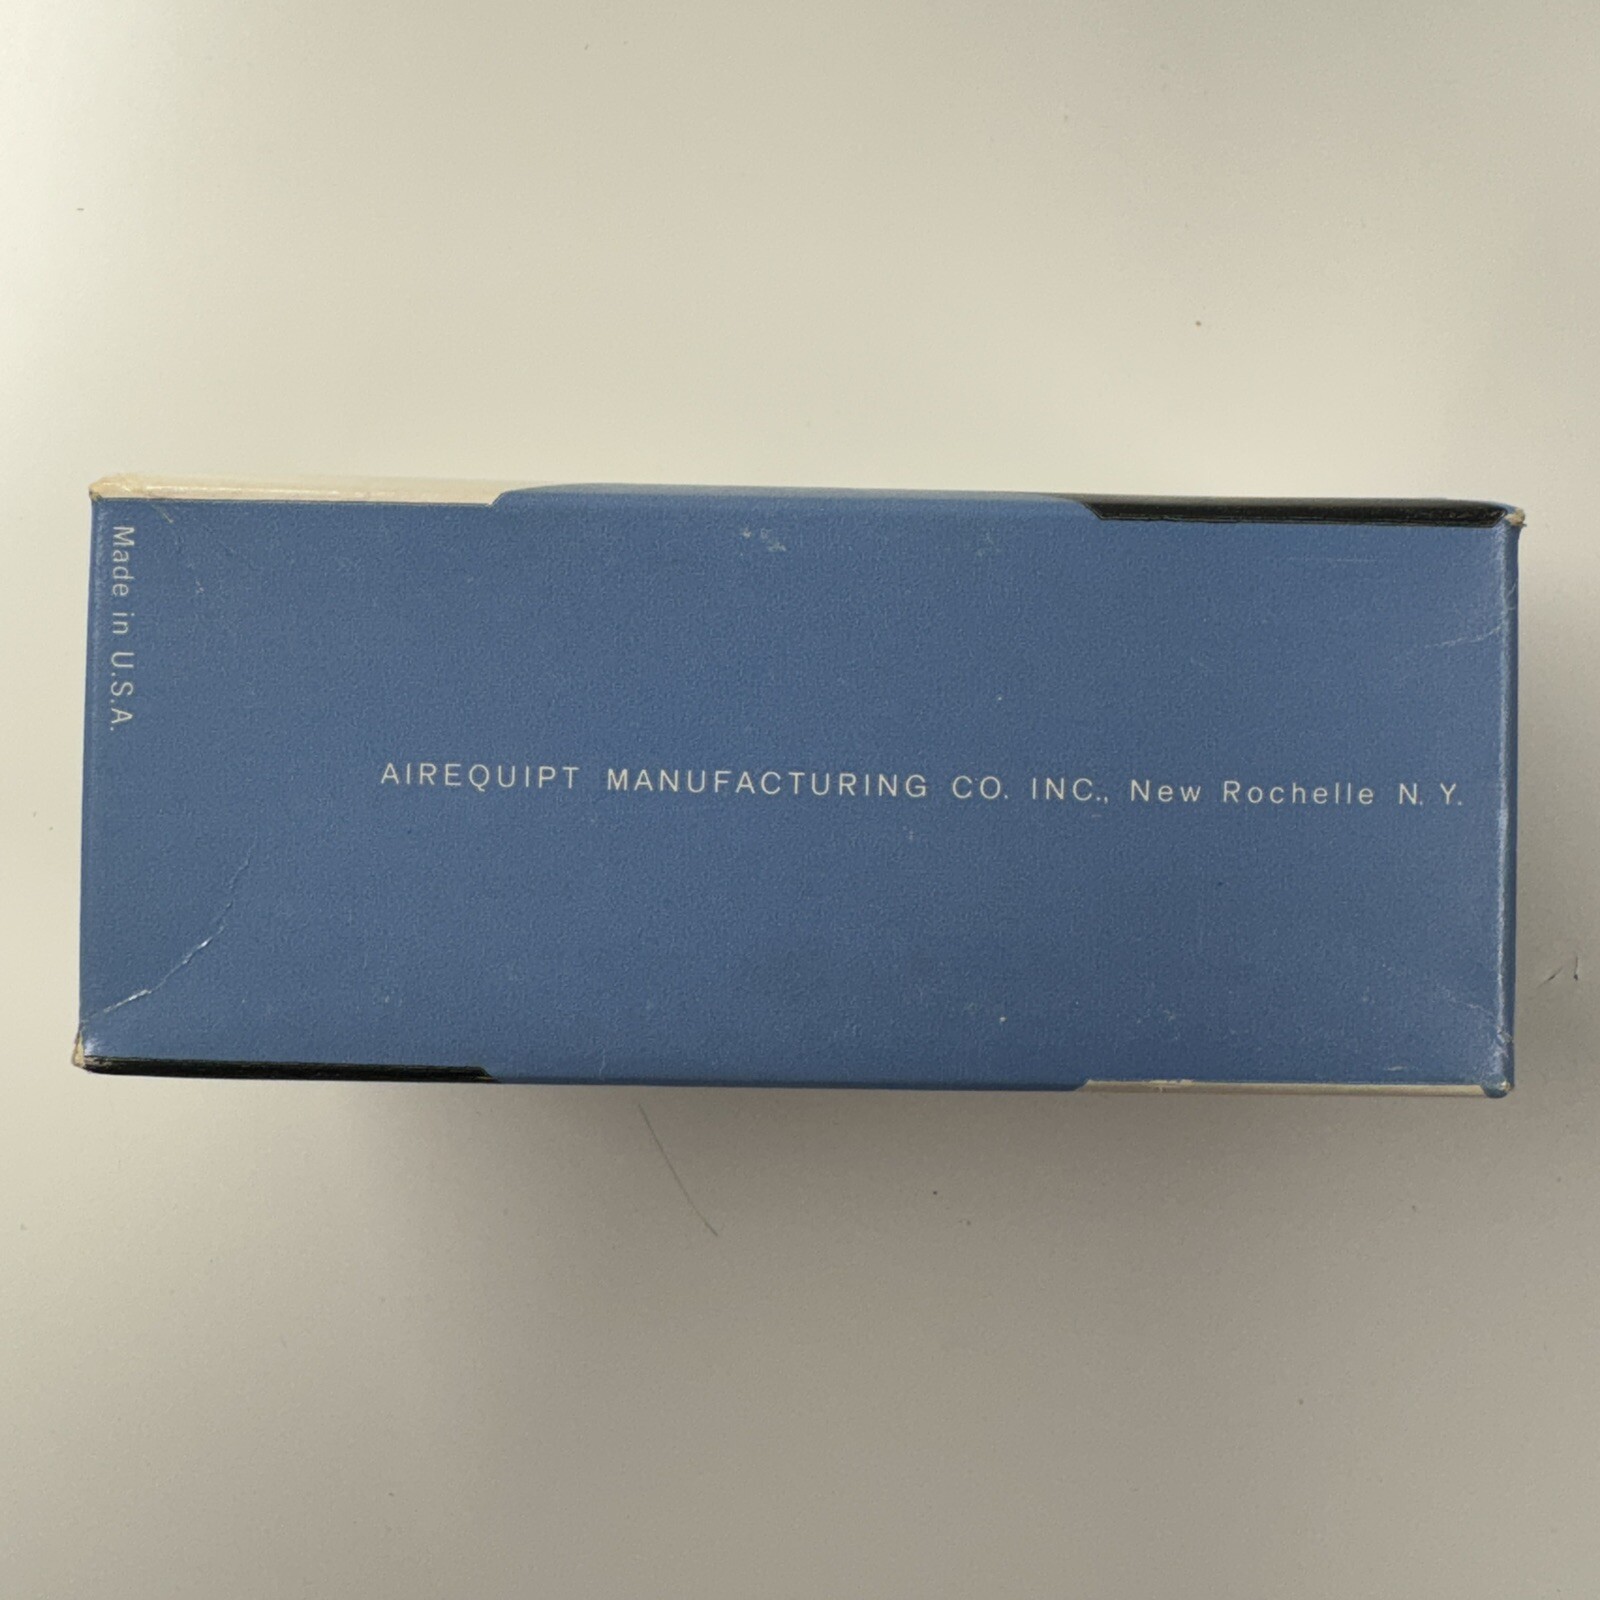 Made in U.S.A.
AIREQUIPT MANUFACTURING CO. INC., New Rochelle N. Y.